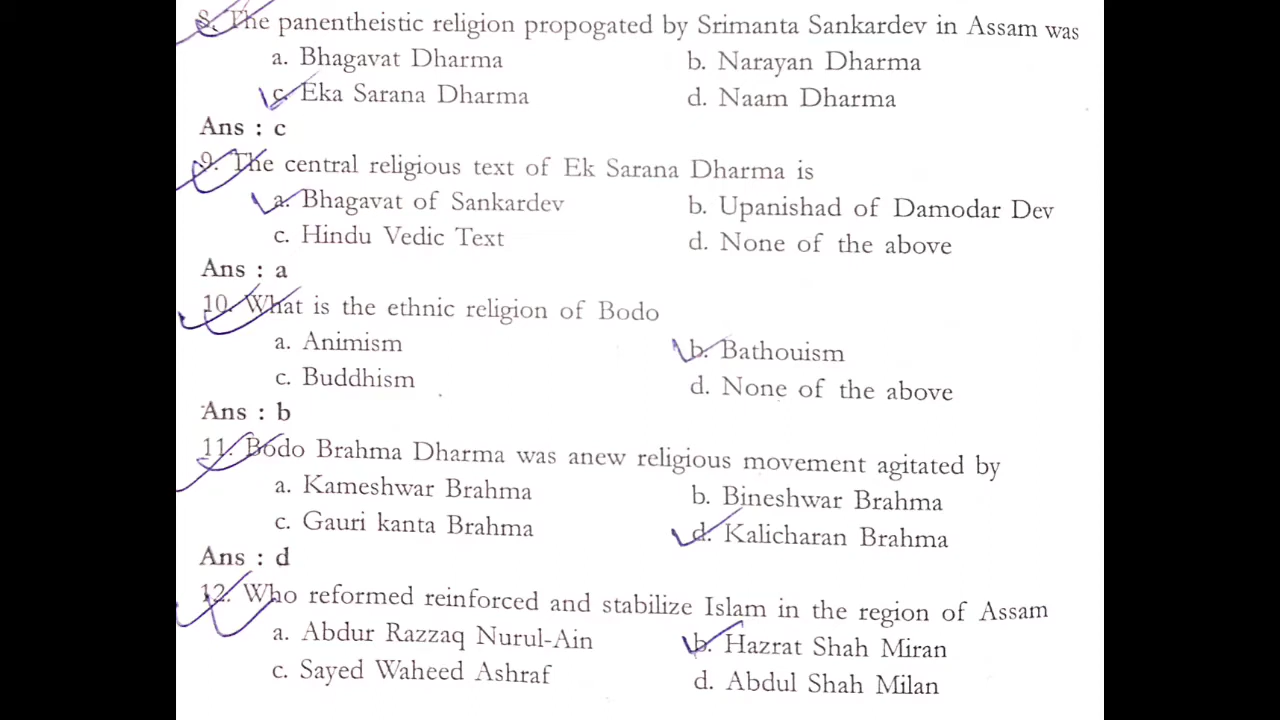 8. The panentheistic religion propogated by Srimanta Sankardev in Assam was
a. Bhagavat Dharma b. Narayan Dharma
c. Eka Sarana Dharma d. Naam Dharma
Ans : c
9. The central religious text of Ek Sarana Dharma is
a. Bhagavat of Sankardev b. Upanishad of Damodar Dev
c. Hindu Vedic Text d. None of the above
Ans : a
10. What is the ethnic religion of Bodo
a. Animism b. Bathouism
c. Buddhism d. None of the above
Ans : b
11. Bodo Brahma Dharma was anew religious movement agitated by
a. Kameshwar Brahma b. Bineshwar Brahma
c. Gauri kanta Brahma d. Kalicharan Brahma
Ans : d
12. Who reformed reinforced and stabilize Islam in the region of Assam
a. Abdur Razzaq Nurul-Ain b. Hazrat Shah Miran
c. Sayed Waheed Ashraf d. Abdul Shah Milan